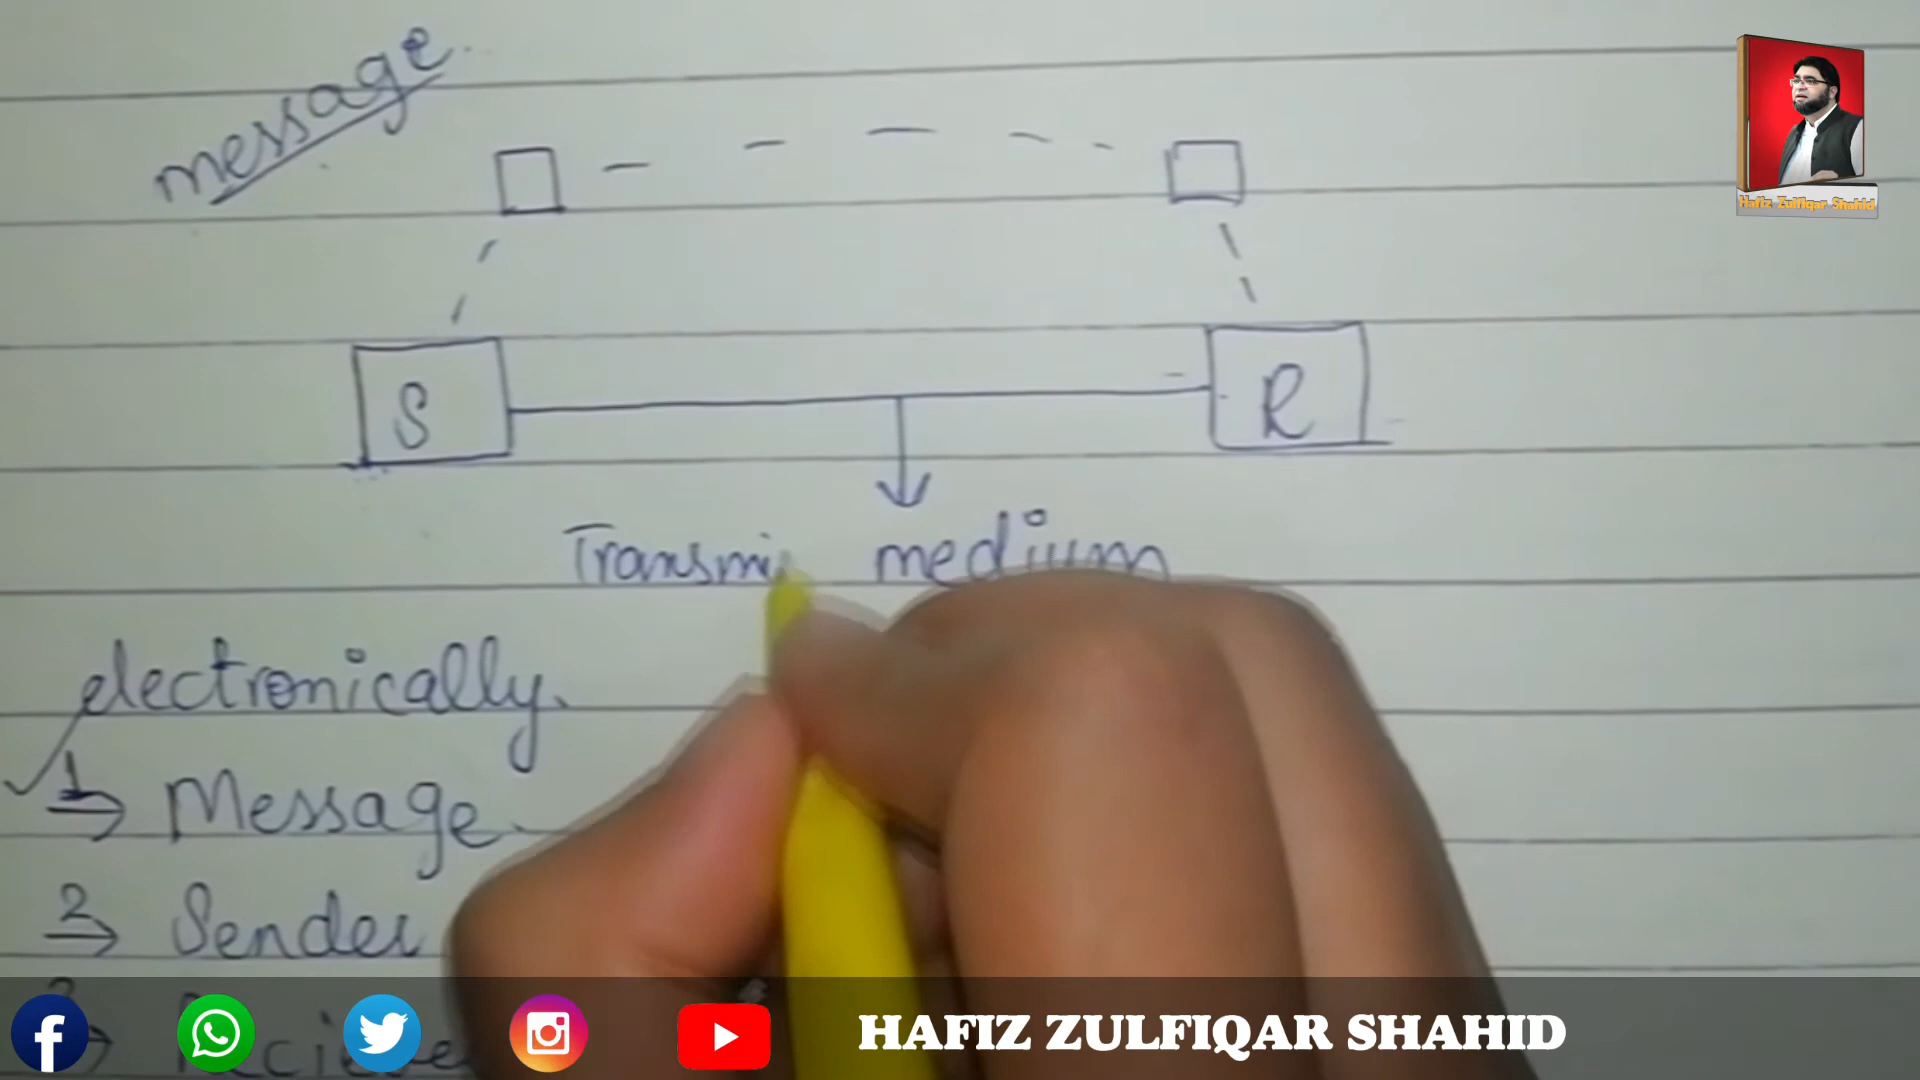 message.
Hafiz Zulfiqar Shahid
S
R
Transmi medium
electronically.
1 Message.
2 Sender
HAFIZ ZULFIQAR SHAHID